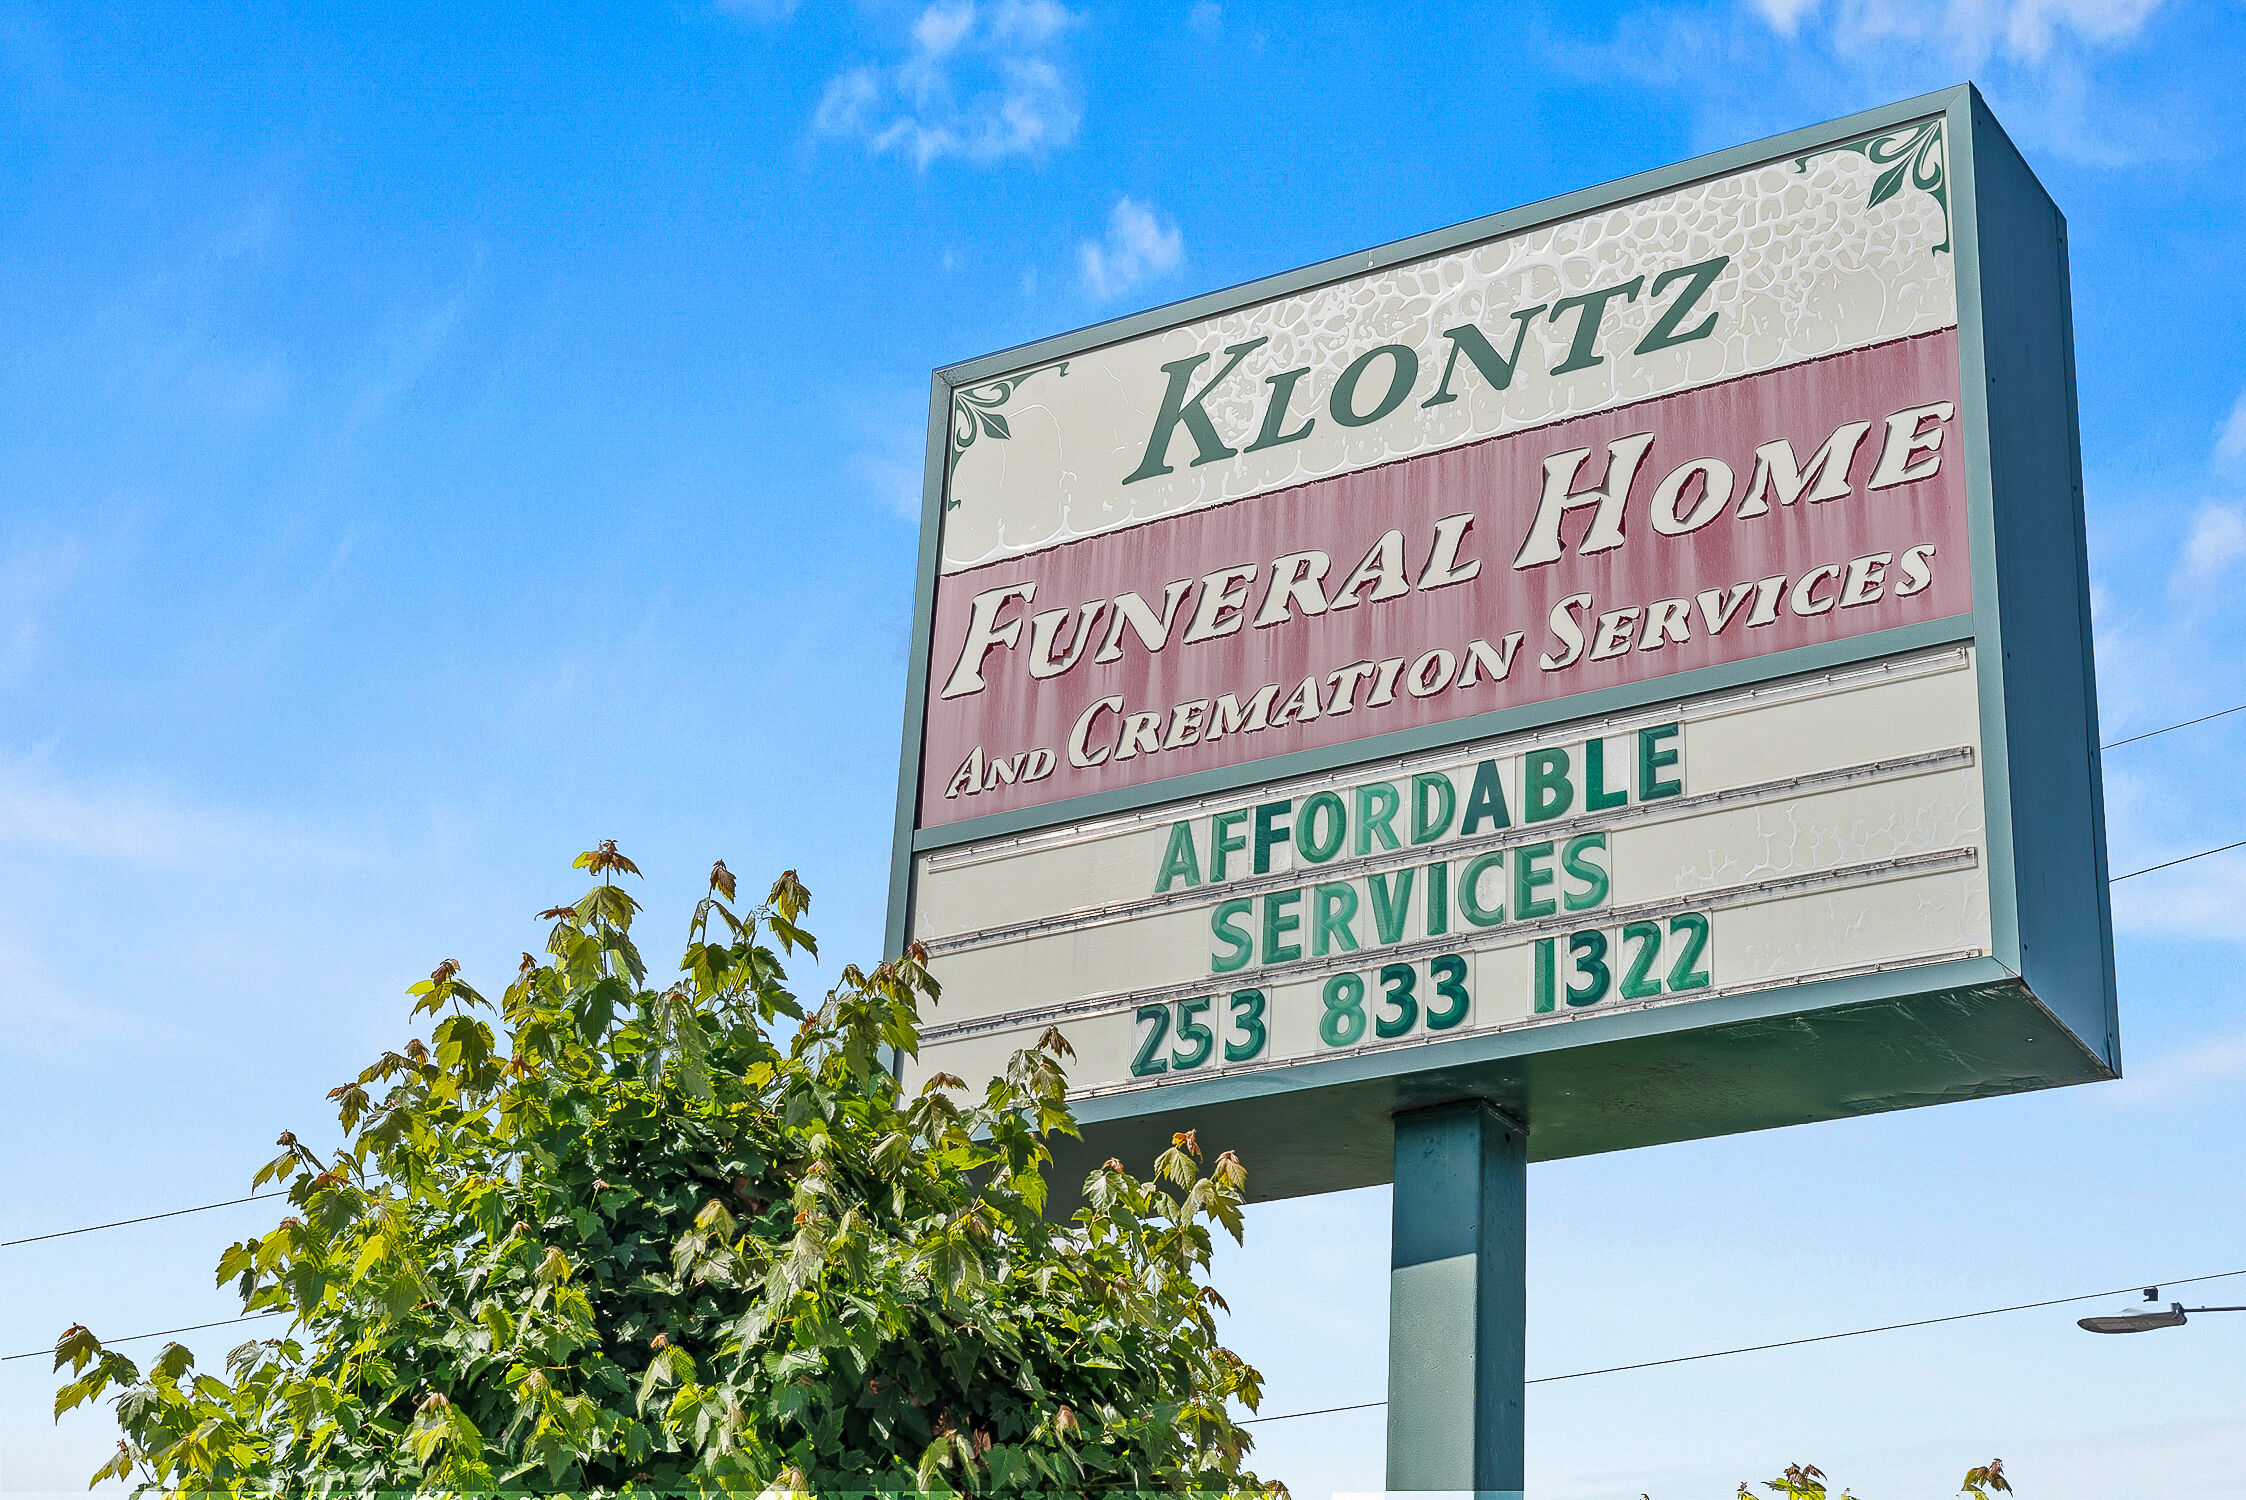 Klontz
Funeral Home
And Cremation Services
AFFORDABLE
SERVICES
253 833 1322